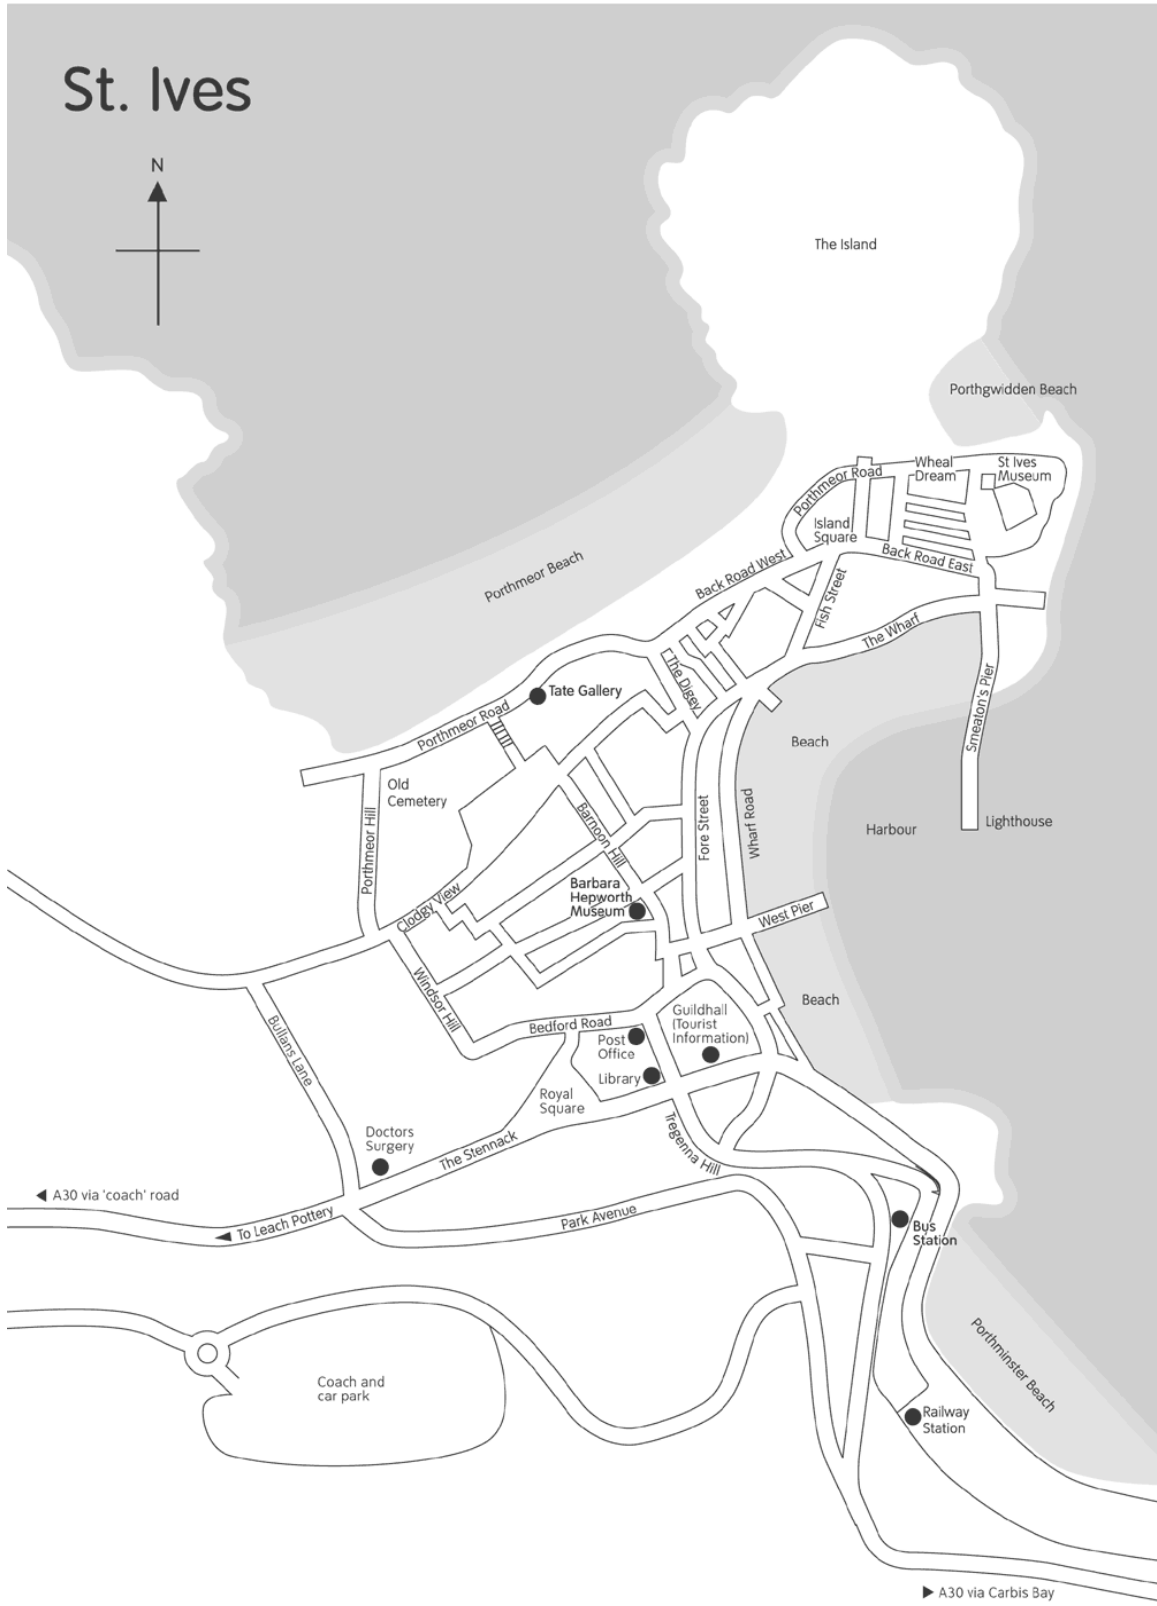 St. Ives
N
The Island
Porthgwidden Beach
Wheal
Dream
St Ives
Museum
Porthmeor Road
Island
Square
Back Road East
Back Road West
Porthmeor Beach
Fish Street
The Wharf
The Digey
Tate Gallery
Porthmeor Road
Smeaton's Pier
Beach
Old
Cemetery
Porthmeor Hill
Barnoon Hill
Fore Street
Wharf Road
Harbour
Lighthouse
Barbara
Hepworth
Museum
Clodgy View
West Pier
Windsor Hill
Beach
Bullans Lane
Bedford Road
Guildhall
(Tourist
Information)
Post
Office
Library
Royal
Square
Doctors
Surgery
The Stennack
Tregenna Hill
A30 via 'coach' road
To Leach Pottery
Park Avenue
Bus
Station
Porthminster Beach
Coach and
car park
Railway
Station
A30 via Carbis Bay